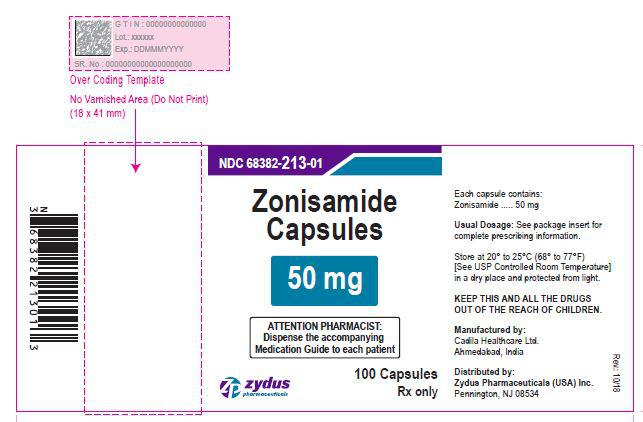 G T I N : 00000000000000
Lot.: xxxxxx
Exp.: DDMMMYYYY
SR. No : 00000000000000000000
Over Coding Template
No Varnished Area (Do Not Print)
(18 x 41 mm)
N
3 68382 21301 3
NDC 68382-213-01
Zonisamide
Capsules
50 mg
ATTENTION PHARMACIST:
Dispense the accompanying
Medication Guide to each patient
zydus
pharmaceuticals
100 Capsules
Rx only
Each capsule contains:
Zonisamide ..... 50 mg
Usual Dosage: See package insert for
complete prescribing information.
Store at 20° to 25°C (68° to 77°F)
[See USP Controlled Room Temperature]
in a dry place and protected from light.
KEEP THIS AND ALL THE DRUGS
OUT OF THE REACH OF CHILDREN.
Manufactured by:
Cadila Healthcare Ltd.
Ahmedabad, India
Distributed by:
Zydus Pharmaceuticals (USA) Inc.
Pennington, NJ 08534
Rev.: 10/18